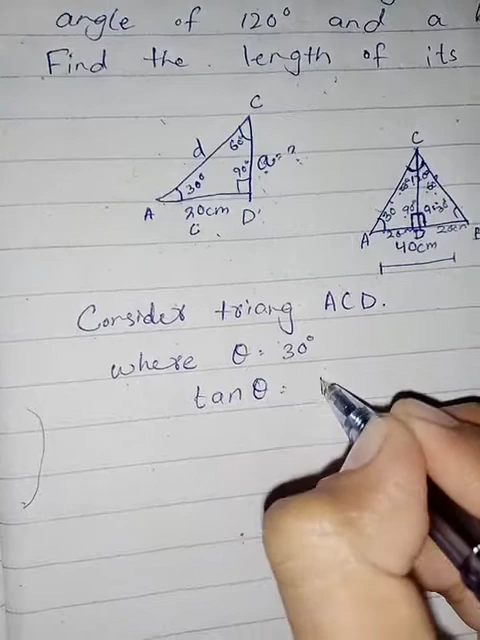 angle of 120° and a
Find the length of its
C
60°
d
90°
a = ?
30°
A
20cm
D
c
C
30
90°
A
D
B
20cm
40cm
Consider triang ACD.
where θ = 30°
tan θ =